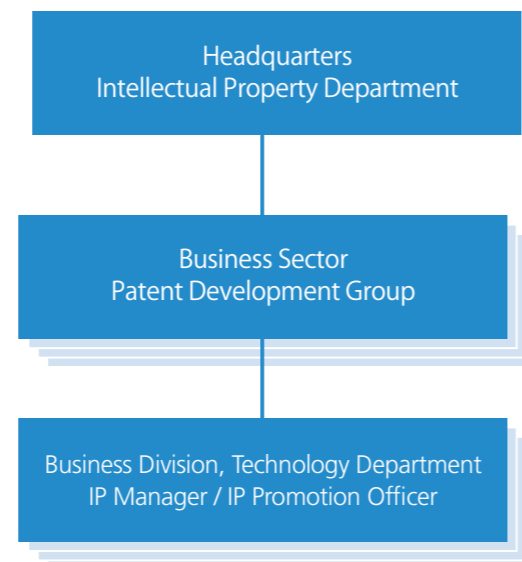 Headquarters
Intellectual Property Department
Business Sector
Patent Development Group
Business Division, Technology Department
IP Manager / IP Promotion Officer